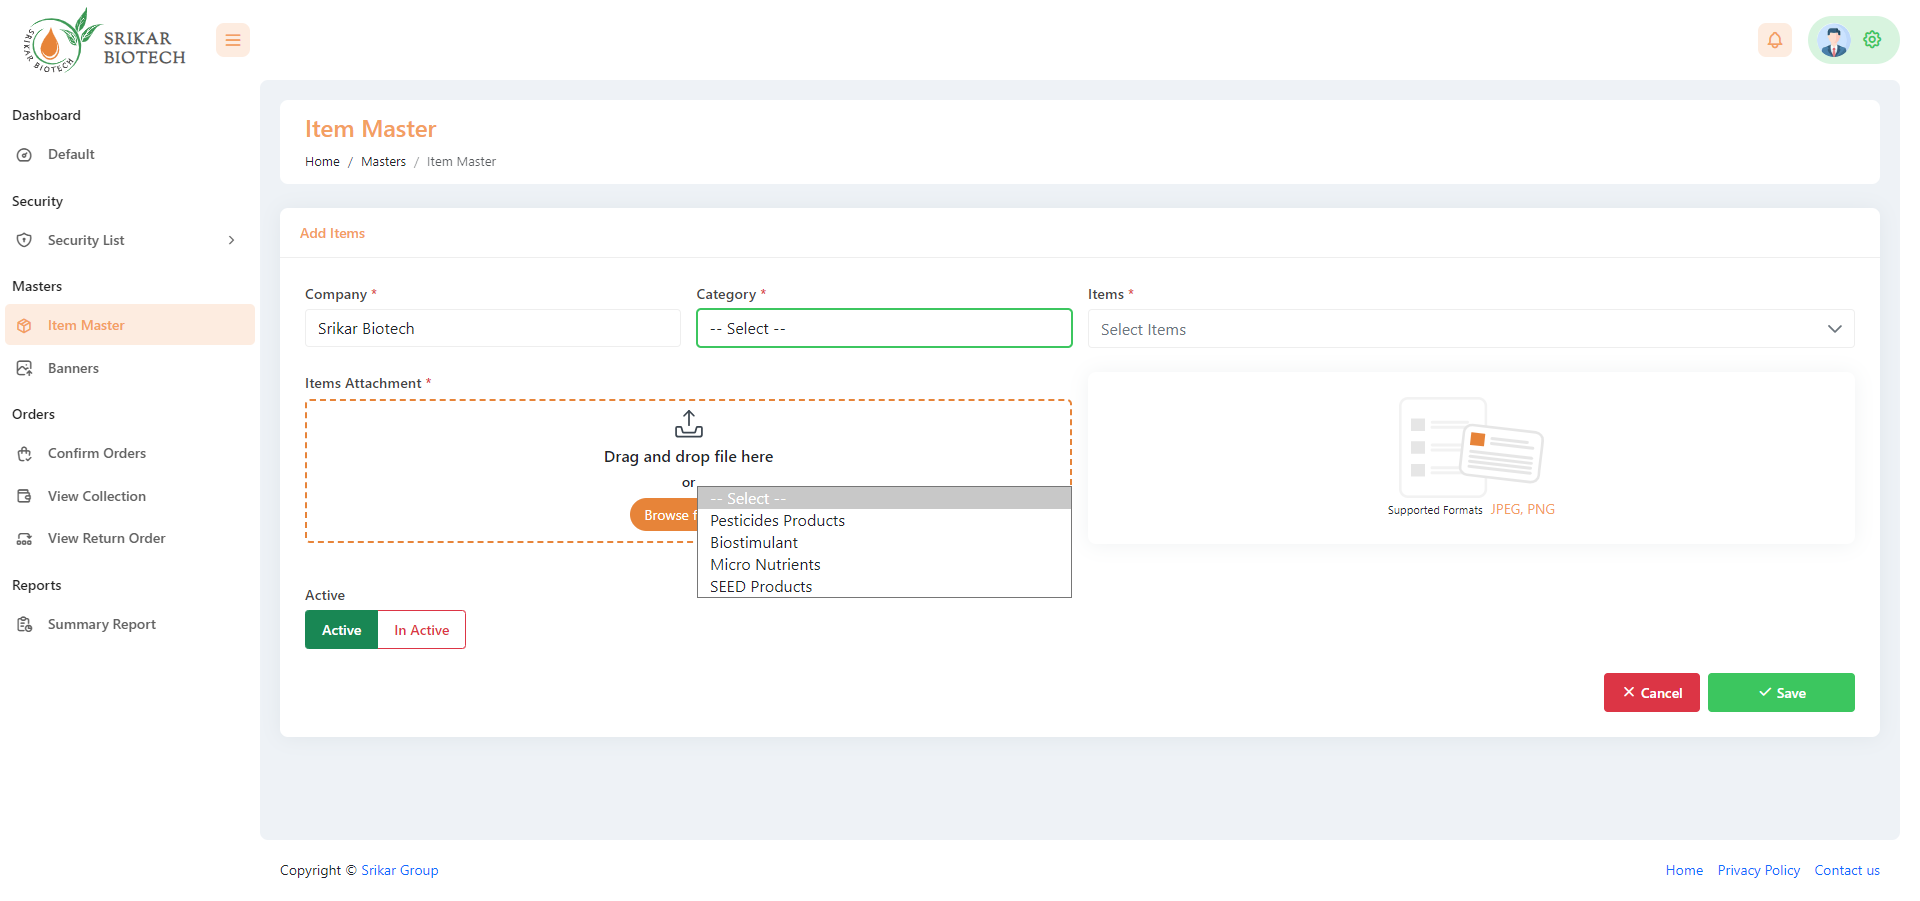 SRIKAR BIOTECH
SRIKAR
BIOTECH
Dashboard
Default
Security
Security List
Masters
Item Master
Banners
Orders
Confirm Orders
View Collection
View Return Order
Reports
Summary Report
Item Master
Home / Masters / Item Master
Add Items
Company *
Category *
Items *
Srikar Biotech
-- Select --
Select Items
Items Attachment *
Drag and drop file here
or
Browse f
-- Select --
Pesticides Products
Biostimulant
Micro Nutrients
SEED Products
Supported Formats JPEG, PNG
Active
Active
In Active
Cancel
Save
Copyright © Srikar Group
Home Privacy Policy Contact us